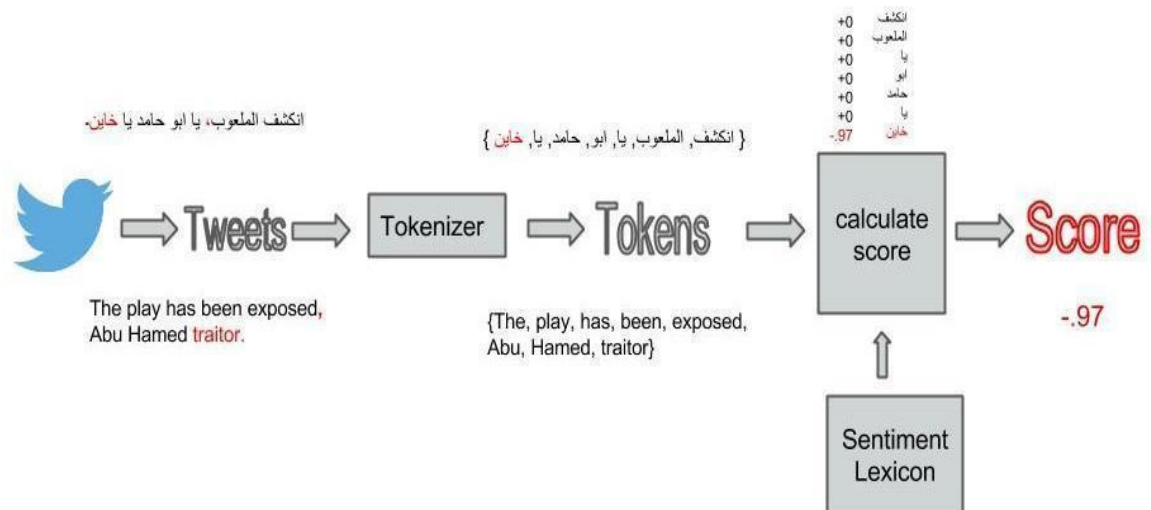 +0 انكشف
+0 الملعوب
+0 يا
+0 ابو
+0 حامد
+0 يا
-.97 خاين
انكشف الملعوب، يا ابو حامد يا خاين.
{ انكشف, الملعوب, يا, ابو, حامد, يا, خاين }
Tweets
Tokenizer
Tokens
calculate
score
Score
The play has been exposed,
Abu Hamed traitor.
{The, play, has, been, exposed,
Abu, Hamed, traitor}
-.97
Sentiment
Lexicon